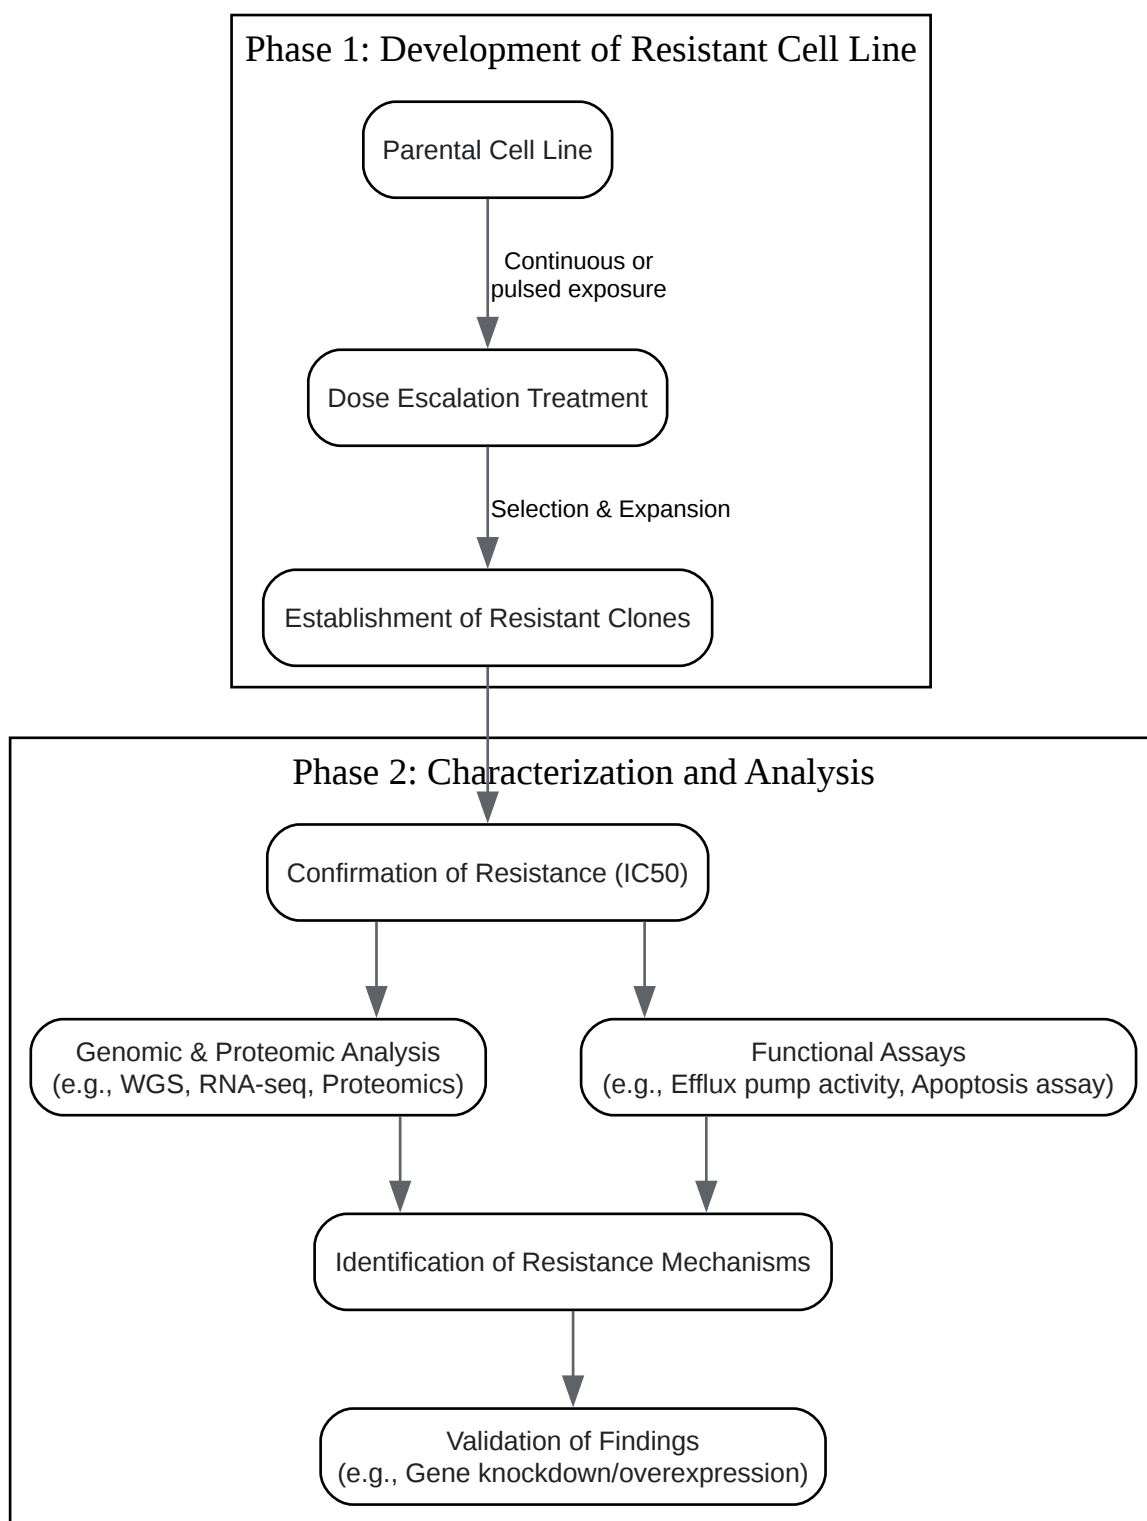 Phase 1: Development of Resistant Cell Line
Parental Cell Line
Continuous or
pulsed exposure
Dose Escalation Treatment
Selection & Expansion
Establishment of Resistant Clones
Phase 2: Characterization and Analysis
Confirmation of Resistance (IC50)
Genomic & Proteomic Analysis
(e.g., WGS, RNA-seq, Proteomics)
Functional Assays
(e.g., Efflux pump activity, Apoptosis assay)
Identification of Resistance Mechanisms
Validation of Findings
(e.g., Gene knockdown/overexpression)